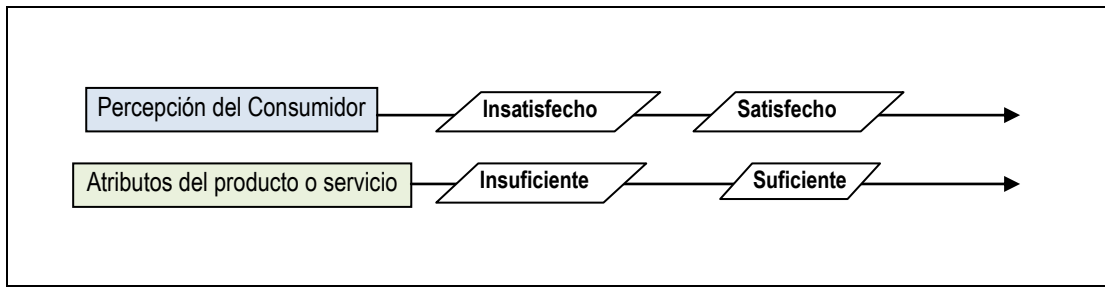 Percepción del Consumidor Insatisfecho Satisfecho
Atributos del producto o servicio Insuficiente Suficiente